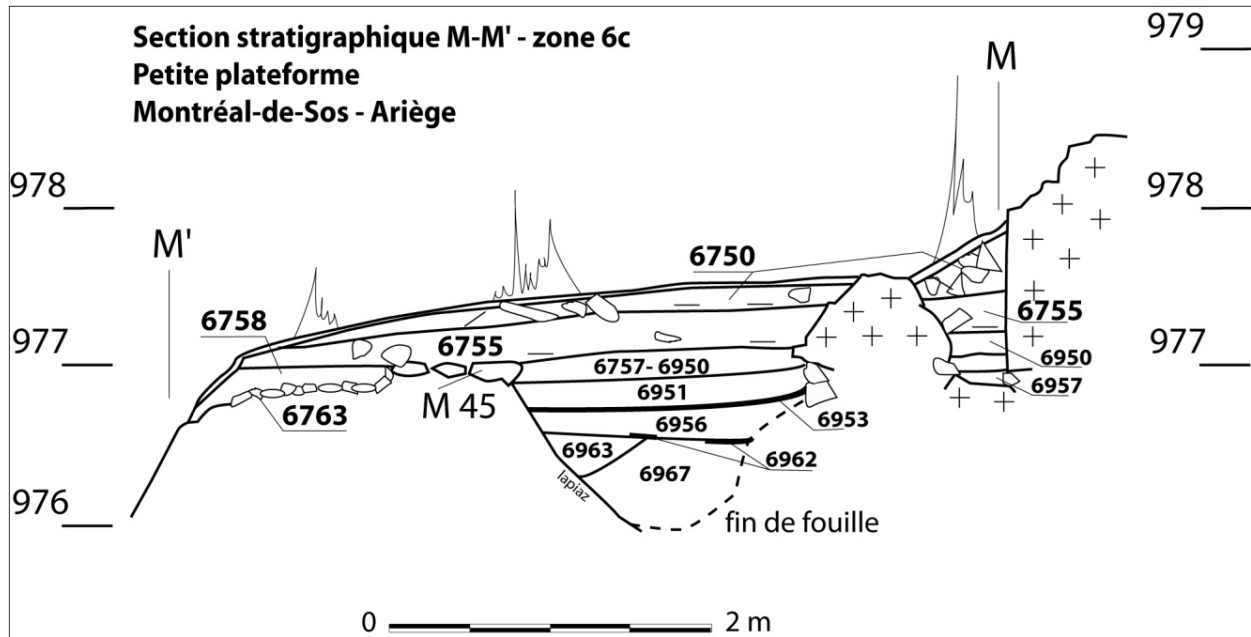 Section stratigraphique M-M' - zone 6c
Petite plateforme
Montréal-de-Sos - Ariège
979
M
978
978
M'
6750
6758
6755
6755
977
977
6757- 6950
6950
6951
6957
M 45
6763
6953
6956
6963
6962
6967
lapiaz
976
fin de fouille
0
2 m